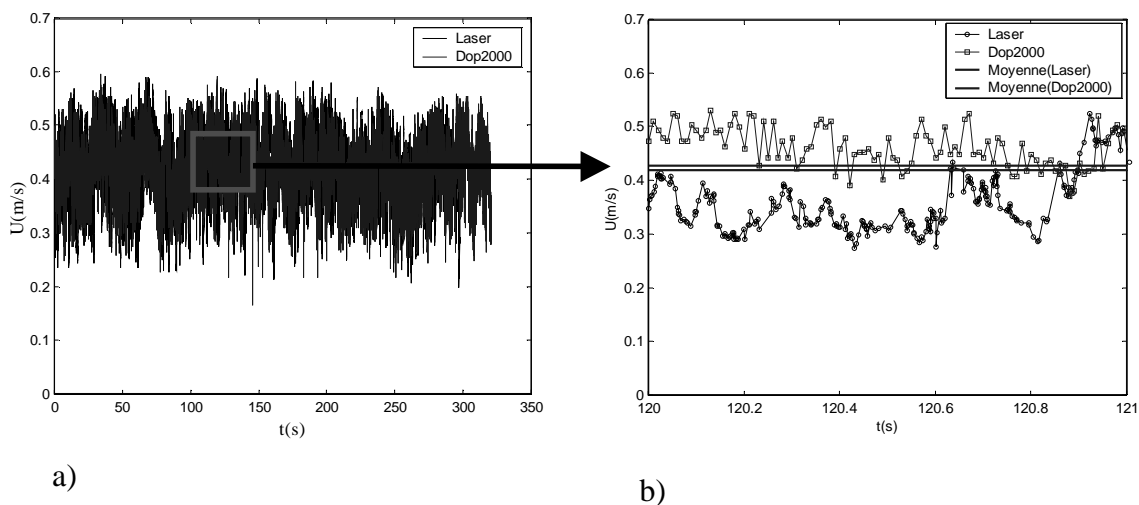 0.7
0.6
0.5
0.4
0.3
0.2
0.1
0
U(m/s)
0 50 100 150 200 250 300 350
t(s)
Laser
Dop2000
a)
0.7
0.6
0.5
0.4
0.3
0.2
0.1
0
U(m/s)
120 120.2 120.4 120.6 120.8 121
t(s)
Laser
Dop2000
Moyenne(Laser)
Moyenne(Dop2000)
b)